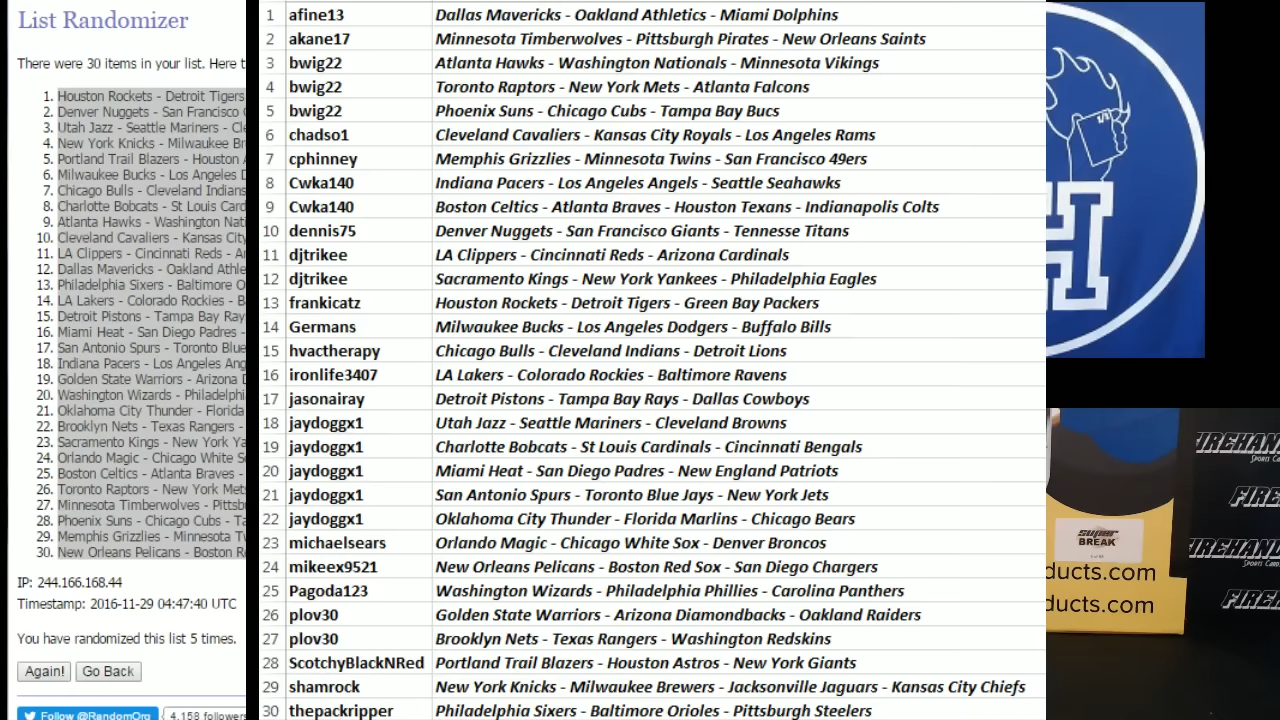 List Randomizer
There were 30 items in your list. Here t
1. Houston Rockets - Detroit Tigers
2. Denver Nuggets - San Francisco
3. Utah Jazz - Seattle Mariners - Cle
4. New York Knicks - Milwaukee Br
5. Portland Trail Blazers - Houston A
6. Milwaukee Bucks - Los Angeles D
7. Chicago Bulls - Cleveland Indians
8. Charlotte Bobcats - St Louis Card
9. Atlanta Hawks - Washington Nati
10. Cleveland Cavaliers - Kansas City
11. LA Clippers - Cincinnati Reds - Ar
12. Dallas Mavericks - Oakland Athle
13. Philadelphia Sixers - Baltimore O
14. LA Lakers - Colorado Rockies - B
15. Detroit Pistons - Tampa Bay Ray
16. Miami Heat - San Diego Padres -
17. San Antonio Spurs - Toronto Blue
18. Indiana Pacers - Los Angeles Ang
19. Golden State Warriors - Arizona D
20. Washington Wizards - Philadelphi
21. Oklahoma City Thunder - Florida
22. Brooklyn Nets - Texas Rangers -
23. Sacramento Kings - New York Ya
24. Orlando Magic - Chicago White S
25. Boston Celtics - Atlanta Braves -
26. Toronto Raptors - New York Met
27. Minnesota Timberwolves - Pittsb
28. Phoenix Suns - Chicago Cubs - Ta
29. Memphis Grizzlies - Minnesota T
30. New Orleans Pelicans - Boston R
IP: 244.166.168.44
Timestamp: 2016-11-29 04:47:40 UTC
You have randomized this list 5 times.
Again! Go Back
Follow @RandomOrg 4,158 followers
1 afine13 Dallas Mavericks - Oakland Athletics - Miami Dolphins
2 akane17 Minnesota Timberwolves - Pittsburgh Pirates - New Orleans Saints
3 bwig22 Atlanta Hawks - Washington Nationals - Minnesota Vikings
4 bwig22 Toronto Raptors - New York Mets - Atlanta Falcons
5 bwig22 Phoenix Suns - Chicago Cubs - Tampa Bay Bucs
6 chadso1 Cleveland Cavaliers - Kansas City Royals - Los Angeles Rams
7 cphinney Memphis Grizzlies - Minnesota Twins - San Francisco 49ers
8 Cwka140 Indiana Pacers - Los Angeles Angels - Seattle Seahawks
9 Cwka140 Boston Celtics - Atlanta Braves - Houston Texans - Indianapolis Colts
10 dennis75 Denver Nuggets - San Francisco Giants - Tennesse Titans
11 djtrikee LA Clippers - Cincinnati Reds - Arizona Cardinals
12 djtrikee Sacramento Kings - New York Yankees - Philadelphia Eagles
13 frankicatz Houston Rockets - Detroit Tigers - Green Bay Packers
14 Germans Milwaukee Bucks - Los Angeles Dodgers - Buffalo Bills
15 hvactherapy Chicago Bulls - Cleveland Indians - Detroit Lions
16 ironlife3407 LA Lakers - Colorado Rockies - Baltimore Ravens
17 jasonairay Detroit Pistons - Tampa Bay Rays - Dallas Cowboys
18 jaydoggx1 Utah Jazz - Seattle Mariners - Cleveland Browns
19 jaydoggx1 Charlotte Bobcats - St Louis Cardinals - Cincinnati Bengals
20 jaydoggx1 Miami Heat - San Diego Padres - New England Patriots
21 jaydoggx1 San Antonio Spurs - Toronto Blue Jays - New York Jets
22 jaydoggx1 Oklahoma City Thunder - Florida Marlins - Chicago Bears
23 michaelsears Orlando Magic - Chicago White Sox - Denver Broncos
24 mikeex9521 New Orleans Pelicans - Boston Red Sox - San Diego Chargers
25 Pagoda123 Washington Wizards - Philadelphia Phillies - Carolina Panthers
26 plov30 Golden State Warriors - Arizona Diamondbacks - Oakland Raiders
27 plov30 Brooklyn Nets - Texas Rangers - Washington Redskins
28 ScotchyBlackNRed Portland Trail Blazers - Houston Astros - New York Giants
29 shamrock New York Knicks - Milwaukee Brewers - Jacksonville Jaguars - Kansas City Chiefs
30 thepackripper Philadelphia Sixers - Baltimore Orioles - Pittsburgh Steelers
1/1
H
FIREHAN
SPORTS CA
FIRE
FIREHANI
SPORTS CAR
FIREH
super
BREAK
ducts.com
ducts.com